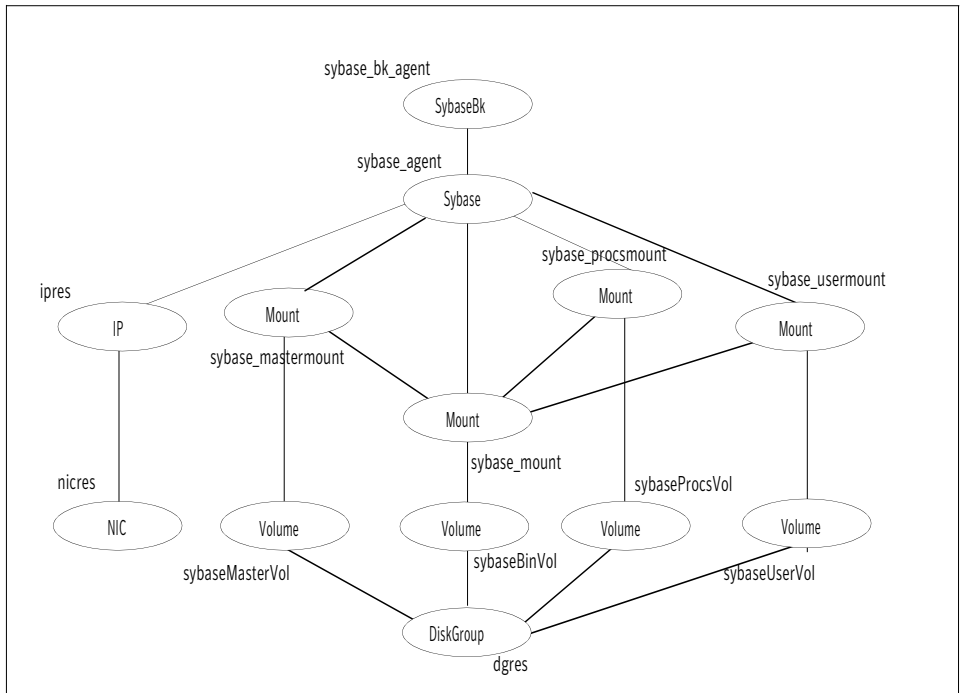 sybase_bk_agent
SybaseBk
sybase_agent
Sybase
sybase_procsmount
Mount
sybase_usermount
Mount
ipres
IP
Mount
sybase_mastermount
Mount
sybase_mount
nicres
NIC
Volume
sybaseMasterVol
Volume
sybaseBinVol
sybaseProcsVol
Volume
Volume
sybaseUserVol
DiskGroup
dgres